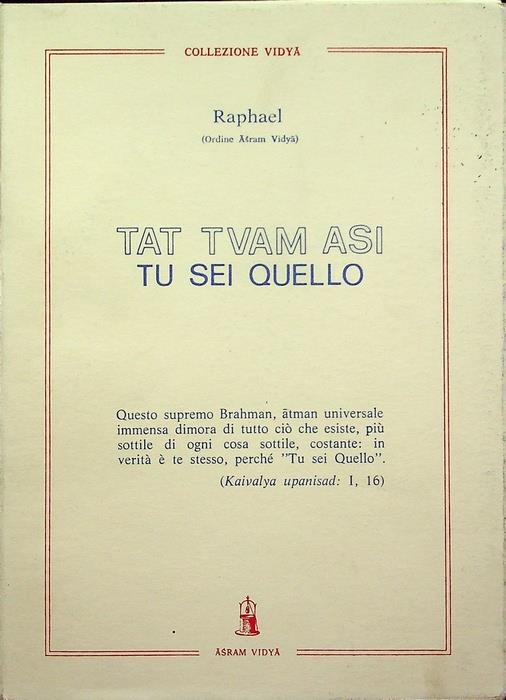 COLLEZIONE VIDYĀ
Raphael
(Ordine Āśram Vidyā)
TAT TVAM ASI
TU SEI QUELLO
Questo supremo Brahman, ātman universale
immensa dimora di tutto ciò che esiste, più
sottile di ogni cosa sottile, costante: in
verità è te stesso, perché "Tu sei Quello".
(Kaivalya upanisad: I, 16)
ĀŚRAM VIDYĀ